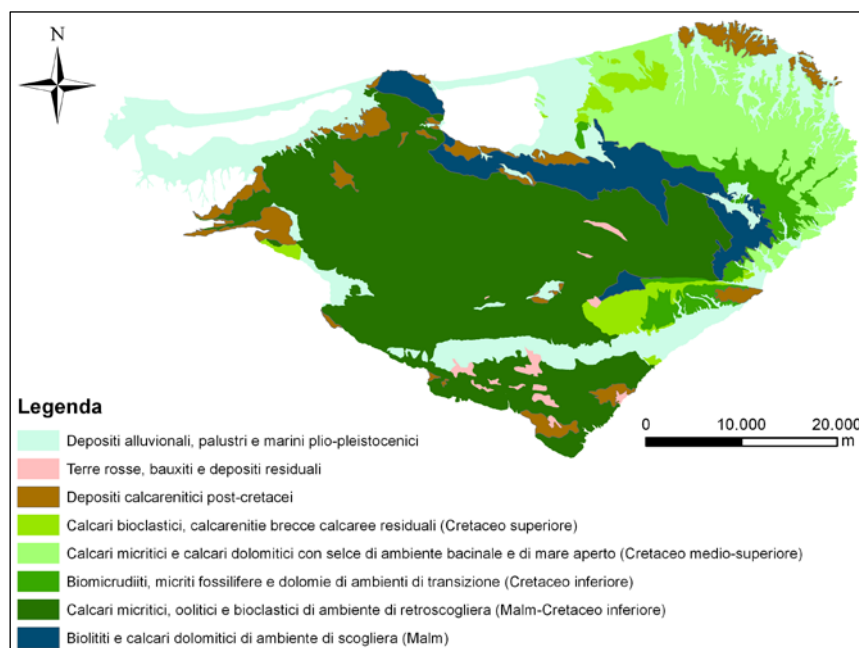 N
Legenda
0 10.000 20.000
m
Depositi alluvionali, palustri e marini plio-pleistocenici
Terre rosse, bauxiti e depositi residuali
Depositi calcarenitici post-cretacei
Calcari bioclastici, calcarenitie brecce calcaree residuali (Cretaceo superiore)
Calcari micritici e calcari dolomitici con selce di ambiente bacinale e di mare aperto (Cretaceo medio-superiore)
Biomicrudiiti, micriti fossilifere e dolomie di ambienti di transizione (Cretaceo inferiore)
Calcari micritici, oolitici e bioclastici di ambiente di retroscogliera (Malm-Cretaceo inferiore)
Biolititi e calcari dolomitici di ambiente di scogliera (Malm)